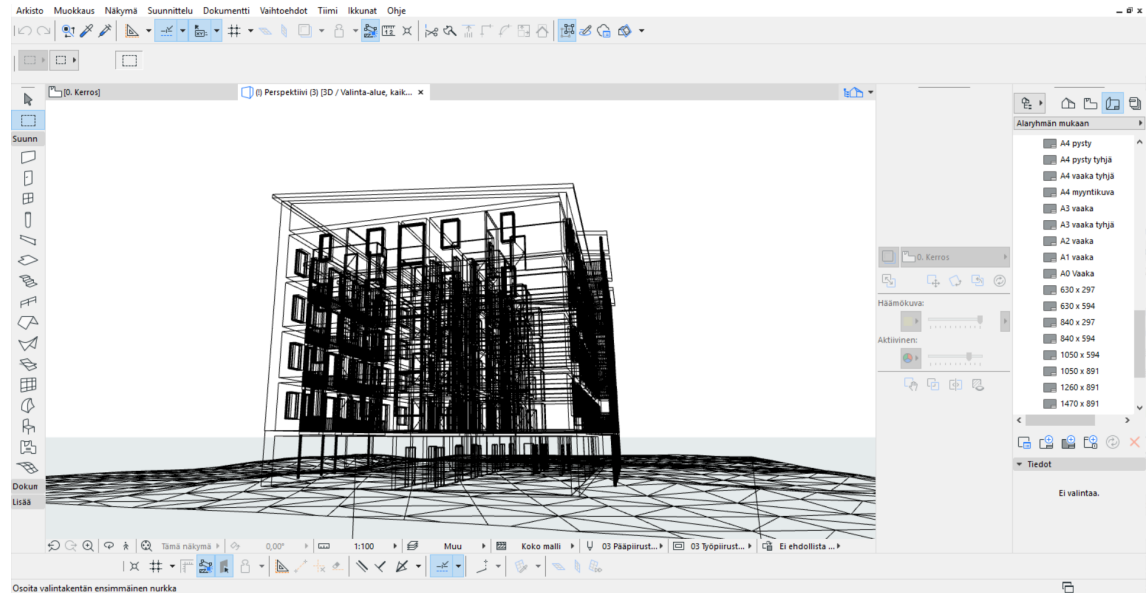 Arkisto Muokkaus Näkymä Suunnittelu Dokumentti Vaihtoehdot Tiimi Ikkunat Ohje
[0. Kerros]
(!) Perspektiivi (3) [3D / Valinta-alue, kaik...
Suunn
Dokun
Lisää
0. Kerros
Häämökuva:
Aktiivinen:
Alaryhmän mukaan
A4 pysty
A4 pysty tyhjä
A4 vaaka tyhjä
A4 myyntikuva
A3 vaaka
A3 vaaka tyhjä
A2 vaaka
A1 vaaka
A0 Vaaka
630 x 297
630 x 594
840 x 297
840 x 594
1050 x 594
1050 x 891
1260 x 891
1470 x 891
Tiedot
Ei valintaa.
Tämä näkymä 0,00° 1:100 Muu Koko malli 03 Pääpiirust... 03 Työpiirust... Ei ehdollista ...
Osoita valintakentän ensimmäinen nurkka